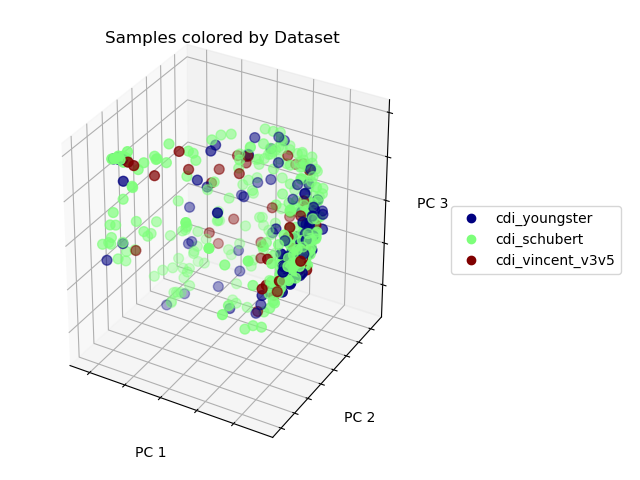 Samples colored by Dataset
PC 3
cdi_youngster
cdi_schubert
cdi_vincent_v3v5
PC 2
PC 1